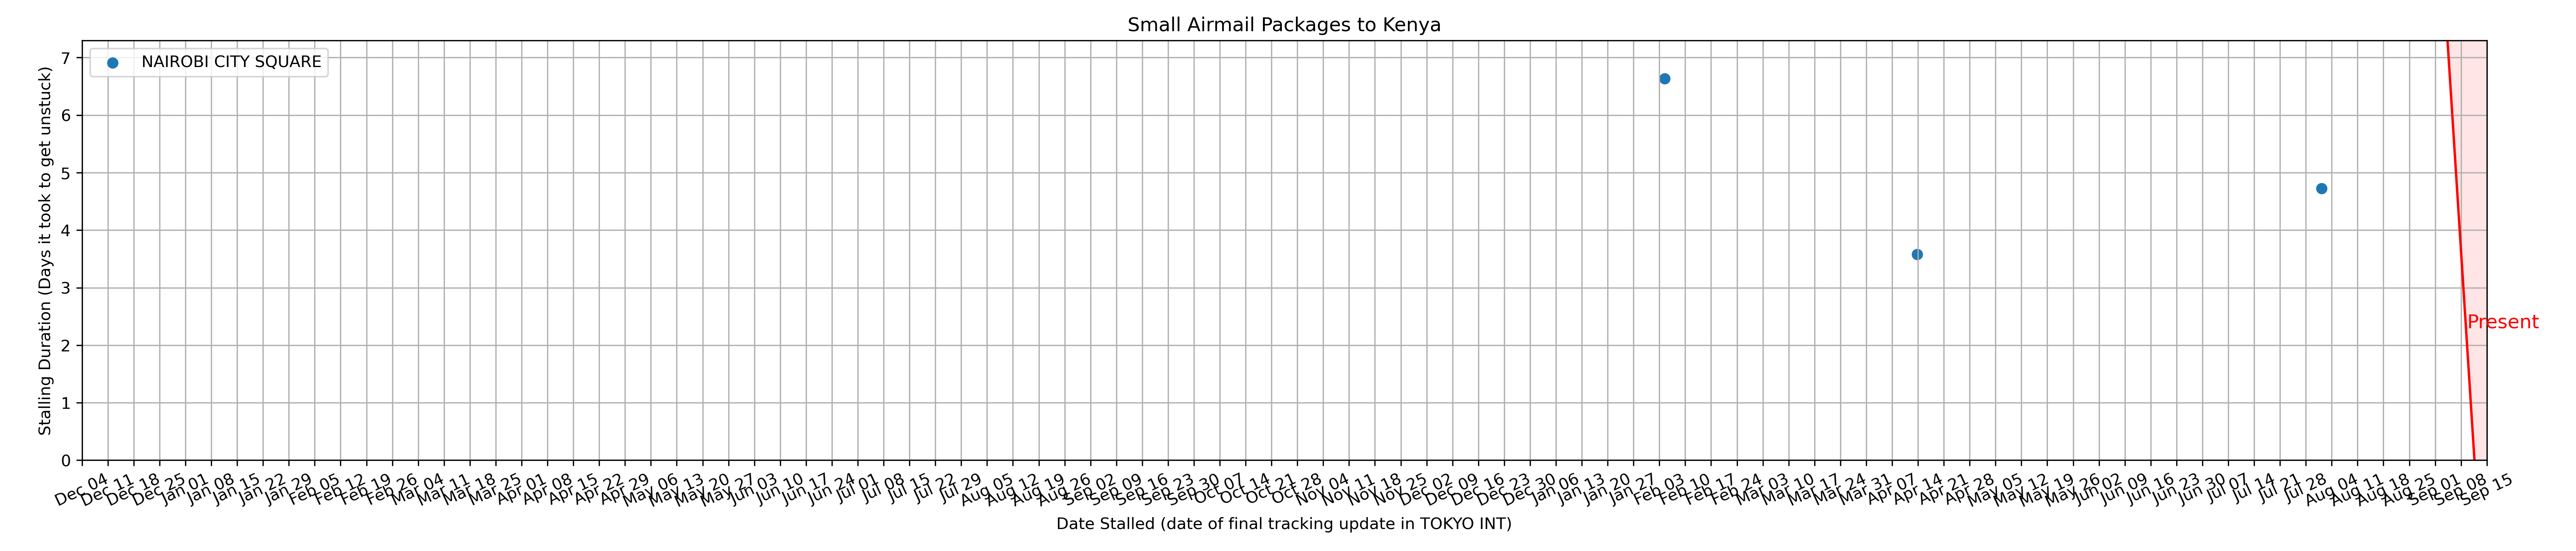 Small Airmail Packages to Kenya
NAIROBI CITY SQUARE
Stalling Duration (Days it took to get unstuck)
7
6
5
4
3
2
1
0
Present
Dec 04 Dec 11 Dec 18 Dec 25 Jan 01 Jan 08 Jan 15 Jan 22 Jan 29 Feb 05 Feb 12 Feb 19 Feb 26 Mar 04 Mar 11 Mar 18 Mar 25 Apr 01 Apr 08 Apr 15 Apr 22 Apr 29 May 06 May 13 May 20 May 27 Jun 03 Jun 10 Jun 17 Jun 24 Jul 01 Jul 08 Jul 15 Jul 22 Jul 29 Aug 05 Aug 12 Aug 19 Aug 26 Sep 02 Sep 09 Sep 16 Sep 23 Sep 30 Oct 07 Oct 14 Oct 21 Oct 28 Nov 04 Nov 11 Nov 18 Nov 25 Dec 02 Dec 09 Dec 16 Dec 23 Dec 30 Jan 06 Jan 13 Jan 20 Jan 27 Feb 03 Feb 10 Feb 17 Feb 24 Mar 03 Mar 10 Mar 17 Mar 24 Mar 31 Apr 07 Apr 14 Apr 21 Apr 28 May 05 May 12 May 19 May 26 Jun 02 Jun 09 Jun 16 Jun 23 Jun 30 Jul 07 Jul 14 Jul 21 Jul 28 Aug 04 Aug 11 Aug 18 Aug 25 Sep 01 Sep 08 Sep 15
Date Stalled (date of final tracking update in TOKYO INT)